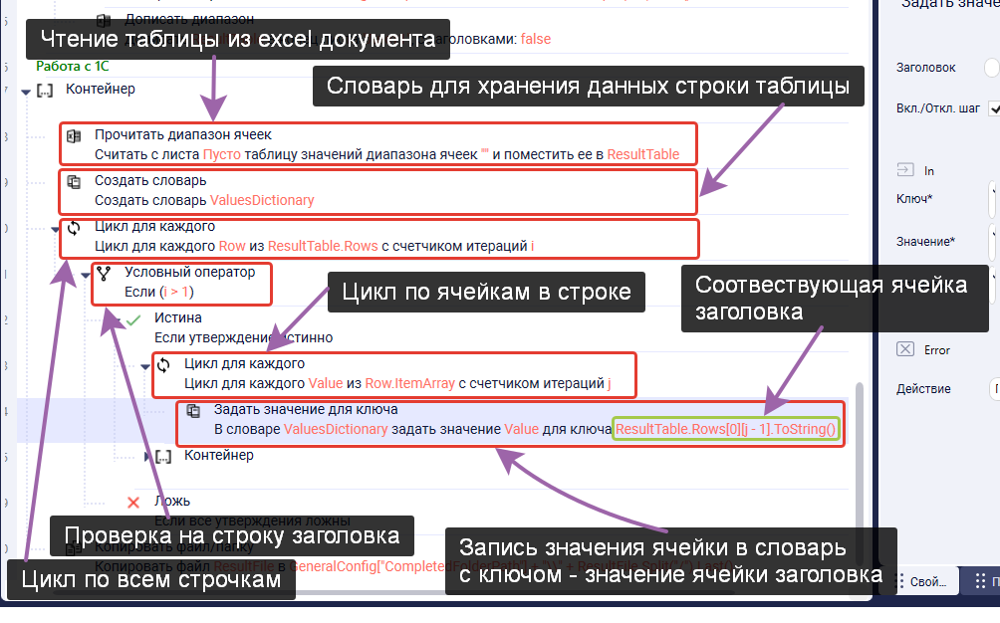 Дописать диапазон
Чтение таблицы из excel документа
заголовками: false
Работа с 1С
Контейнер
Словарь для хранения данных строки таблицы
Прочитать диапазон ячеек
Считать с листа Пусто таблицу значений диапазона ячеек "" и поместить ее в ResultTable
Создать словарь
Создать словарь ValuesDictionary
Цикл для каждого
Цикл для каждого Row из ResultTable.Rows с счетчиком итераций i
Условный оператор
Если (i > 1)
Цикл по ячейкам в строке
Соотвествующая ячейка
заголовка
Истина
Если утверждение истинно
Цикл для каждого
Цикл для каждого Value из Row.ItemArray с счетчиком итераций j
Задать значение для ключа
В словаре ValuesDictionary задать значение Value для ключа ResultTable.Rows[0][j - 1].ToString()
Контейнер
Ложь
Если все утверждения ложны
Проверка на строку заголовка
Копировать файл/папку
Копировать файл ResultFile в GeneralConfig["CompletedFolderPath"] + "\\" + ResultFile.Split("/").Last()
Цикл по всем строчкам
Запись значения ячейки в словарь
с ключом - значение ячейки заголовка
Задать значе
Заголовок
Вкл./Откл. шаг
In
Ключ*
Значение*
Error
Действие
Свой...